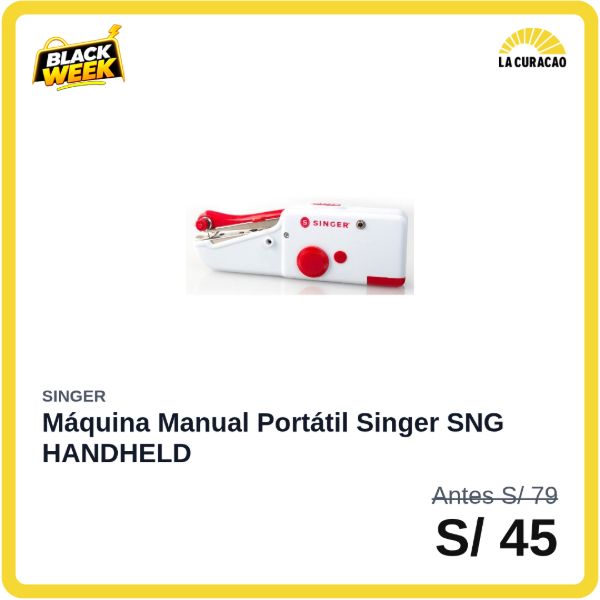 BLACK
WEEK
LA CURACAO
S SINGER
SINGER
Máquina Manual Portátil Singer SNG
HANDHELD
Antes S/ 79
S/ 45